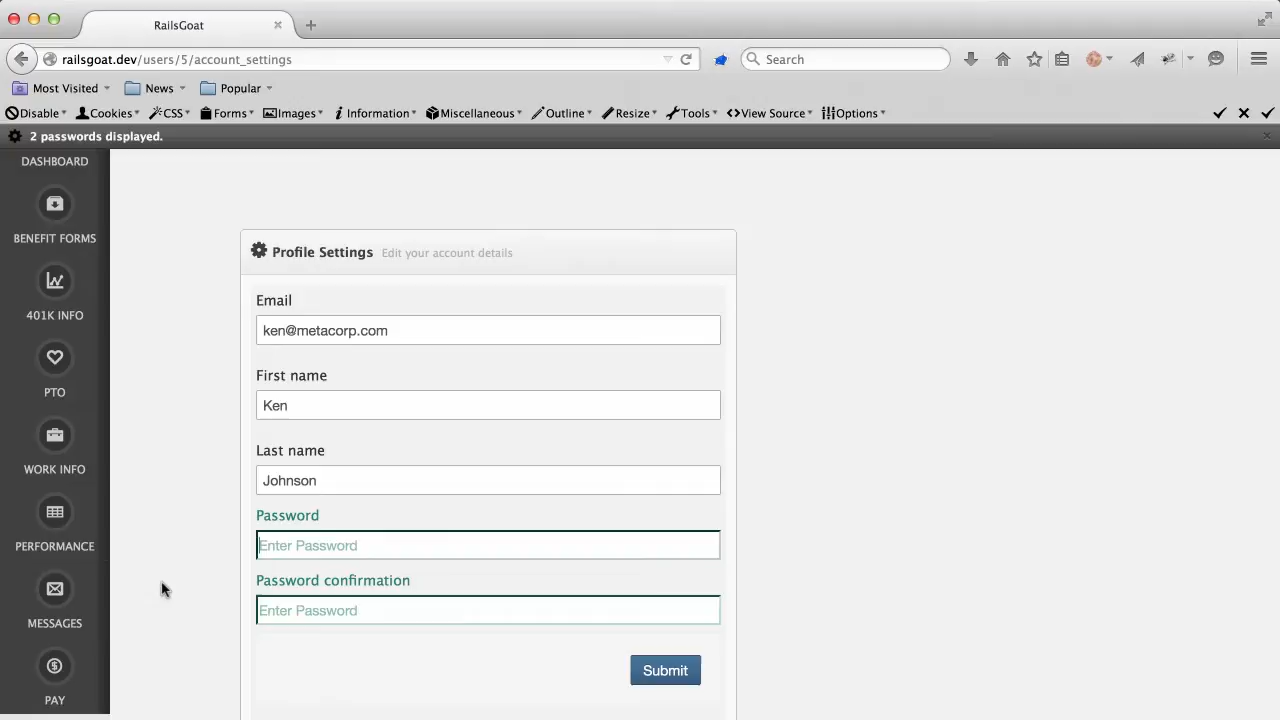 RailsGoat
railsgoat.dev/users/5/account_settings
Search
Most Visited
News
Popular
Disable
Cookies
CSS
Forms
Images
Information
Miscellaneous
Outline
Resize
Tools
View Source
Options
2 passwords displayed.
DASHBOARD
BENEFIT FORMS
401K INFO
PTO
WORK INFO
PERFORMANCE
MESSAGES
PAY
Profile Settings Edit your account details
Email
ken@metacorp.com
First name
Ken
Last name
Johnson
Password
Enter Password
Password confirmation
Enter Password
Submit